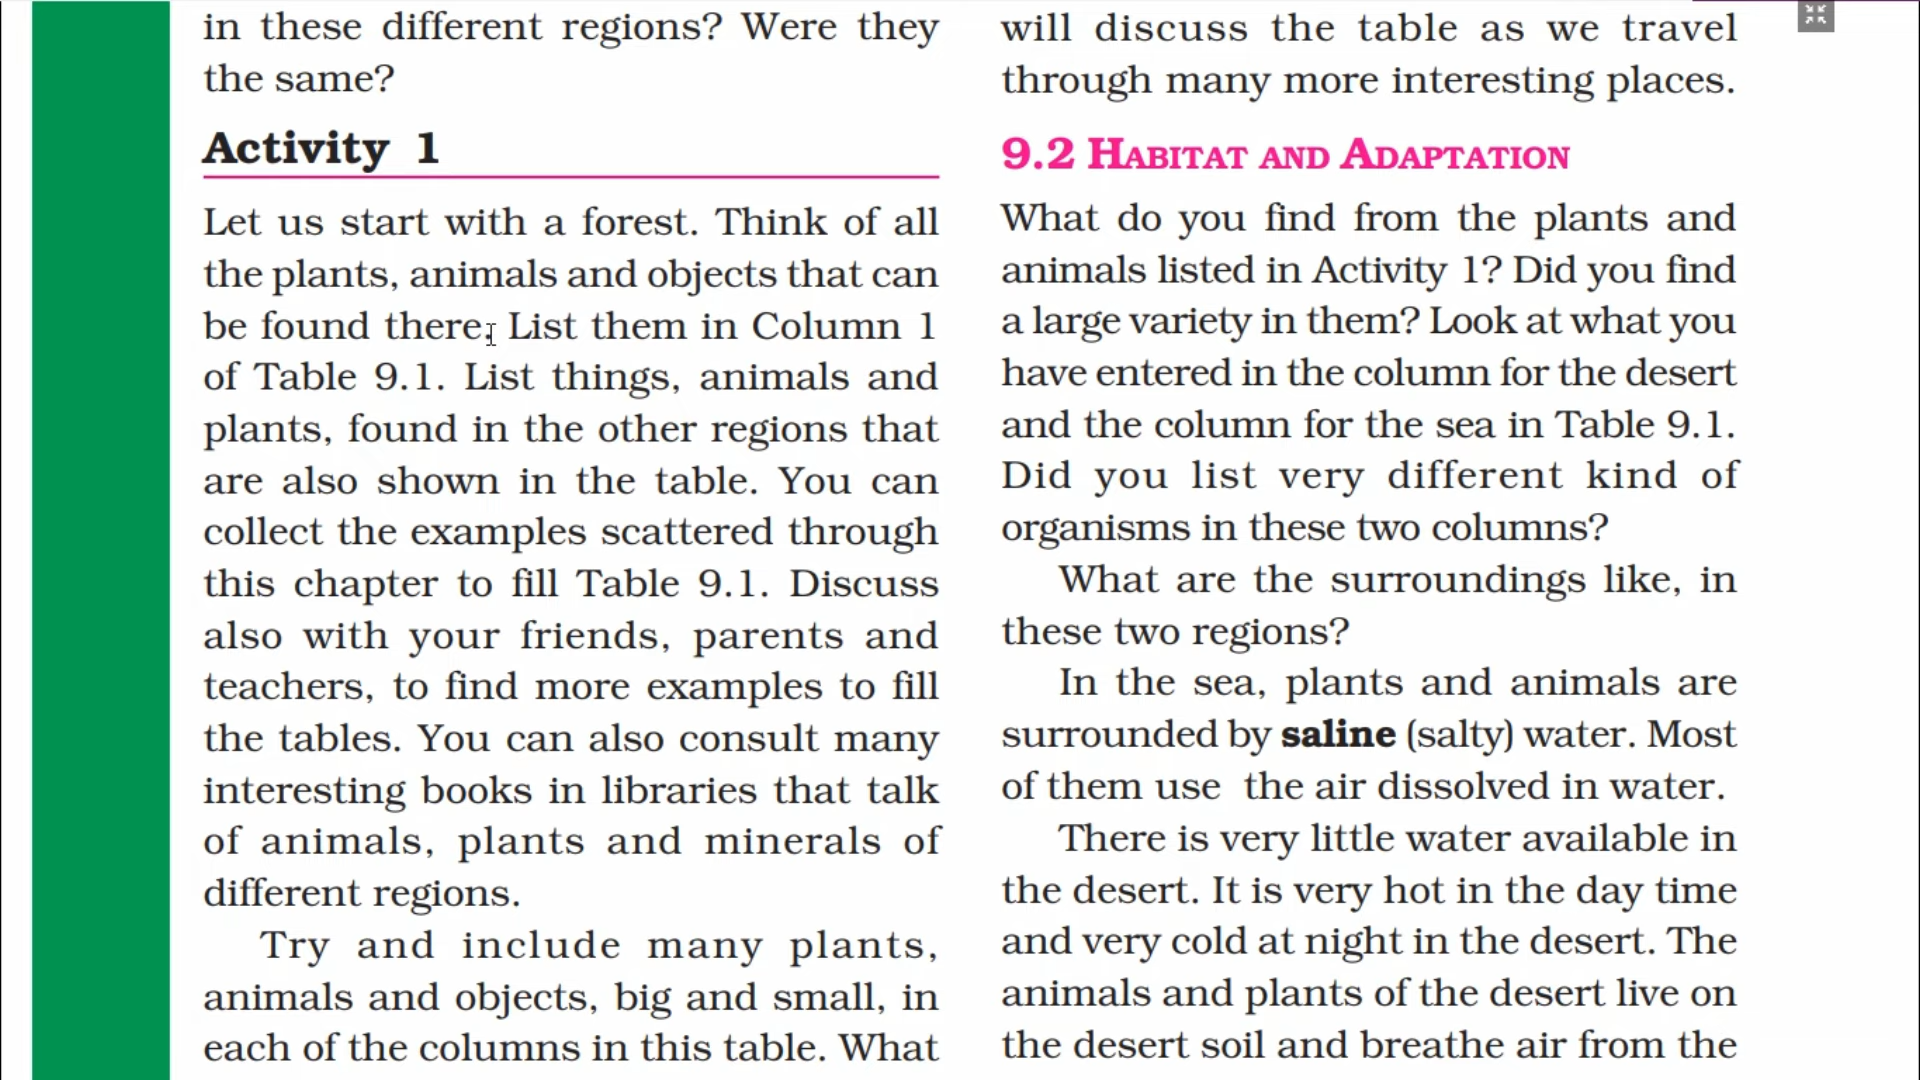 in these different regions? Were they
the same?
Activity 1
Let us start with a forest. Think of all
the plants, animals and objects that can
be found there. List them in Column 1
of Table 9.1. List things, animals and
plants, found in the other regions that
are also shown in the table. You can
collect the examples scattered through
this chapter to fill Table 9.1. Discuss
also with your friends, parents and
teachers, to find more examples to fill
the tables. You can also consult many
interesting books in libraries that talk
of animals, plants and minerals of
different regions.
Try and include many plants,
animals and objects, big and small, in
each of the columns in this table. What
will discuss the table as we travel
through many more interesting places.
9.2 HABITAT AND ADAPTATION
What do you find from the plants and
animals listed in Activity 1? Did you find
a large variety in them? Look at what you
have entered in the column for the desert
and the column for the sea in Table 9.1.
Did you list very different kind of
organisms in these two columns?
What are the surroundings like, in
these two regions?
In the sea, plants and animals are
surrounded by saline (salty) water. Most
of them use the air dissolved in water.
There is very little water available in
the desert. It is very hot in the day time
and very cold at night in the desert. The
animals and plants of the desert live on
the desert soil and breathe air from the